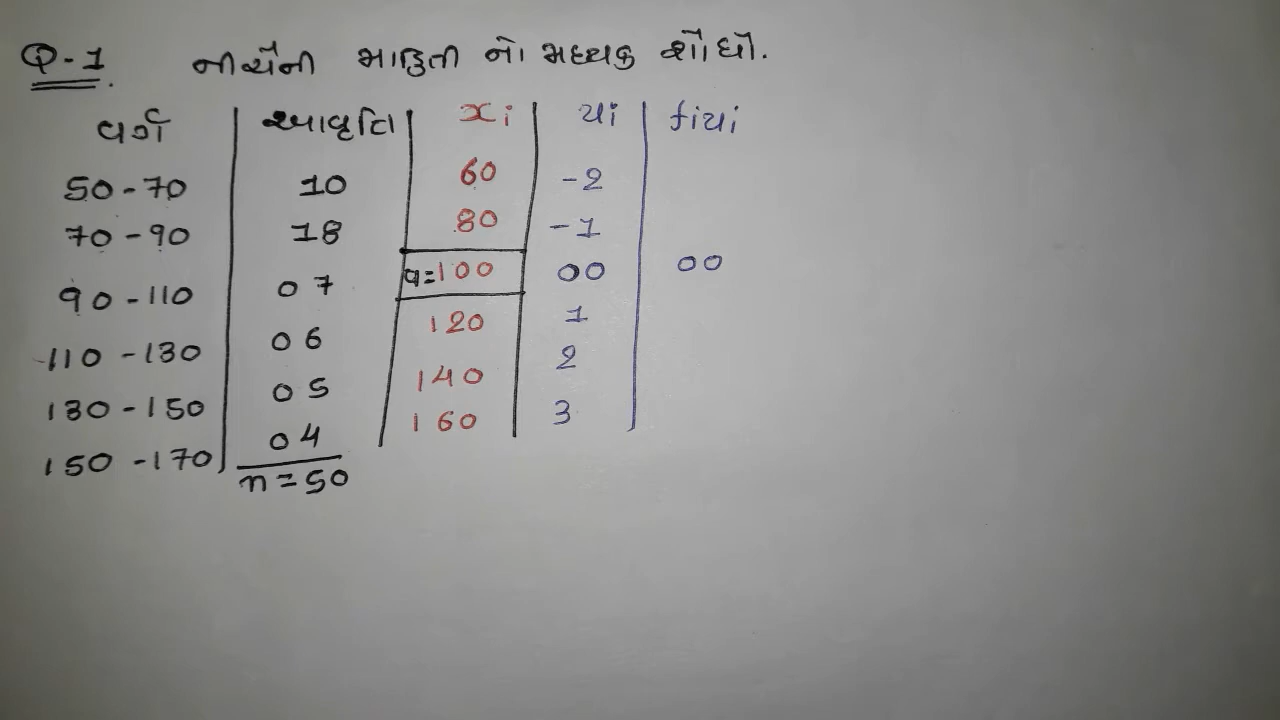 Q-1. નીચેની માહિતી નો મધ્યક શોધો.
વર્ગ આવૃતિ xi ui fiui
50-70 10 60 -2
70-90 18 80 -1
90-110 07 a=100 00 00
110-130 06 120 1
130-150 05 140 2
150-170 04 160 3
n=50